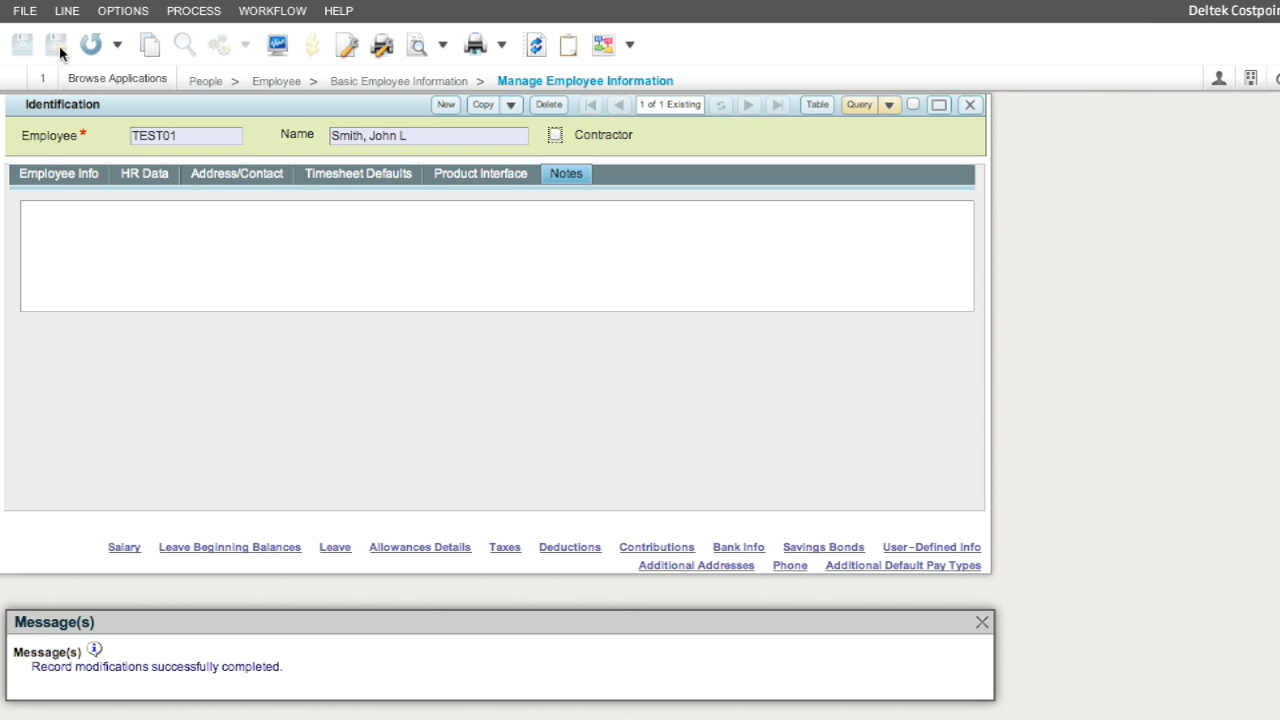 FILE LINE OPTIONS PROCESS WORKFLOW HELP Deltek Costpoin
1 Browse Applications People > Employee > Basic Employee Information > Manage Employee Information
Identification New Copy Delete 1 of 1 Existing Table Query
Employee * TEST01 Name Smith, John L Contractor
Employee Info HR Data Address/Contact Timesheet Defaults Product Interface Notes
Salary Leave Beginning Balances Leave Allowances Details Taxes Deductions Contributions Bank Info Savings Bonds User-Defined Info
Additional Addresses Phone Additional Default Pay Types
Message(s)
Message(s)
Record modifications successfully completed.